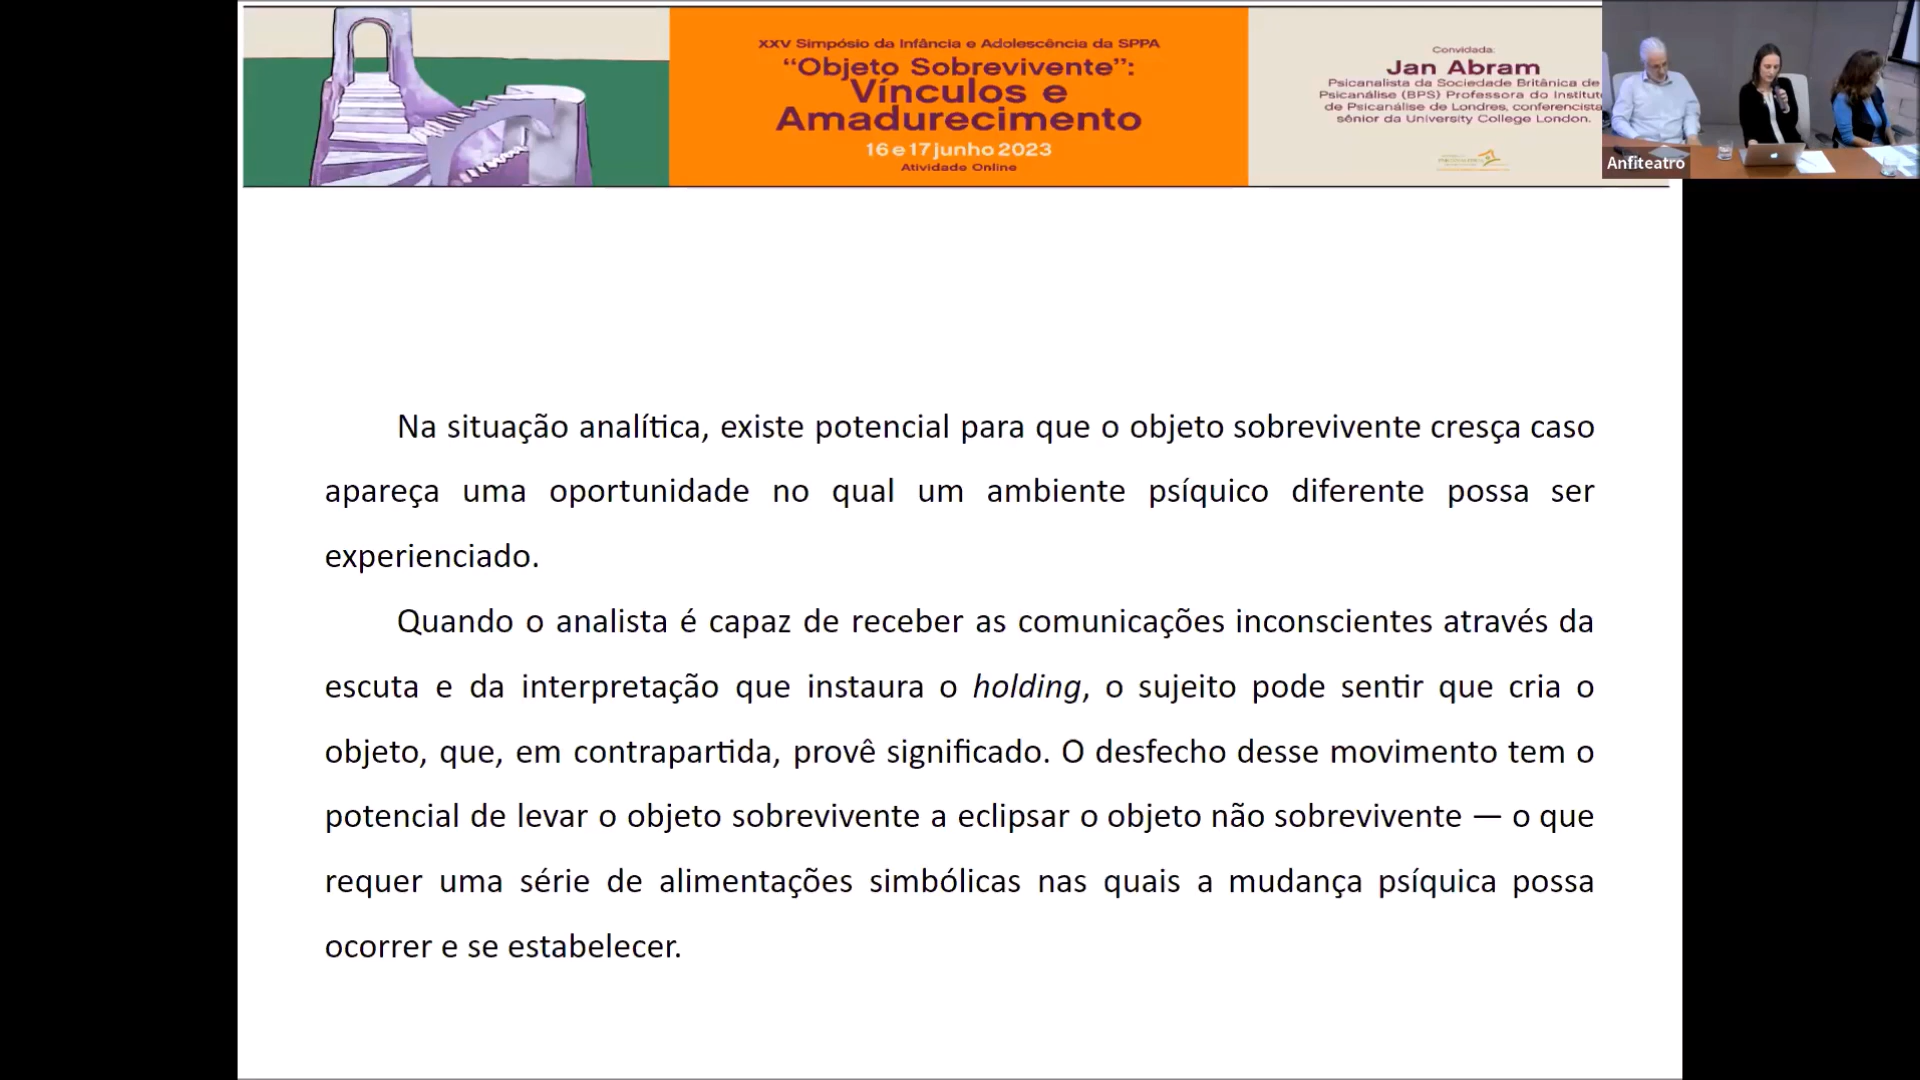 XXV Simpósio da Infância e Adolescência da SPPA
“Objeto Sobrevivente”:
Vínculos e
Amadurecimento
16 e 17 junho 2023
Atividade Online
Convidada:
Jan Abram
Psicanalista da Sociedade Britânica de
Psicanálise (BPS) Professora do Institut
de Psicanálise de Londres, conferencista
sênior da University College London.
Anfiteatro
Na situação analítica, existe potencial para que o objeto sobrevivente cresça caso
apareça uma oportunidade no qual um ambiente psíquico diferente possa ser
experienciado.
Quando o analista é capaz de receber as comunicações inconscientes através da
escuta e da interpretação que instaura o holding, o sujeito pode sentir que cria o
objeto, que, em contrapartida, provê significado. O desfecho desse movimento tem o
potencial de levar o objeto sobrevivente a eclipsar o objeto não sobrevivente — o que
requer uma série de alimentações simbólicas nas quais a mudança psíquica possa
ocorrer e se estabelecer.